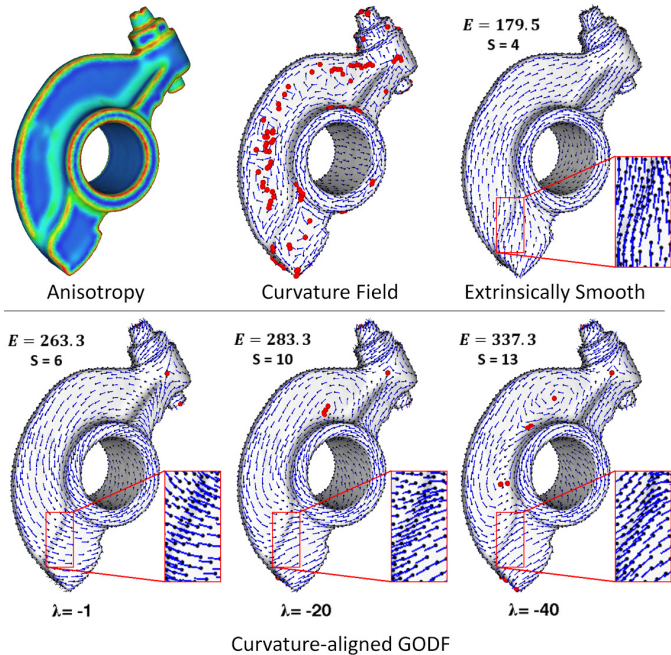 E = 179.5
S = 4
Anisotropy
Curvature Field
Extrinsically Smooth
E = 263.3
S = 6
E = 283.3
S = 10
E = 337.3
S = 13
λ= -1
λ= -20
λ= -40
Curvature-aligned GODF